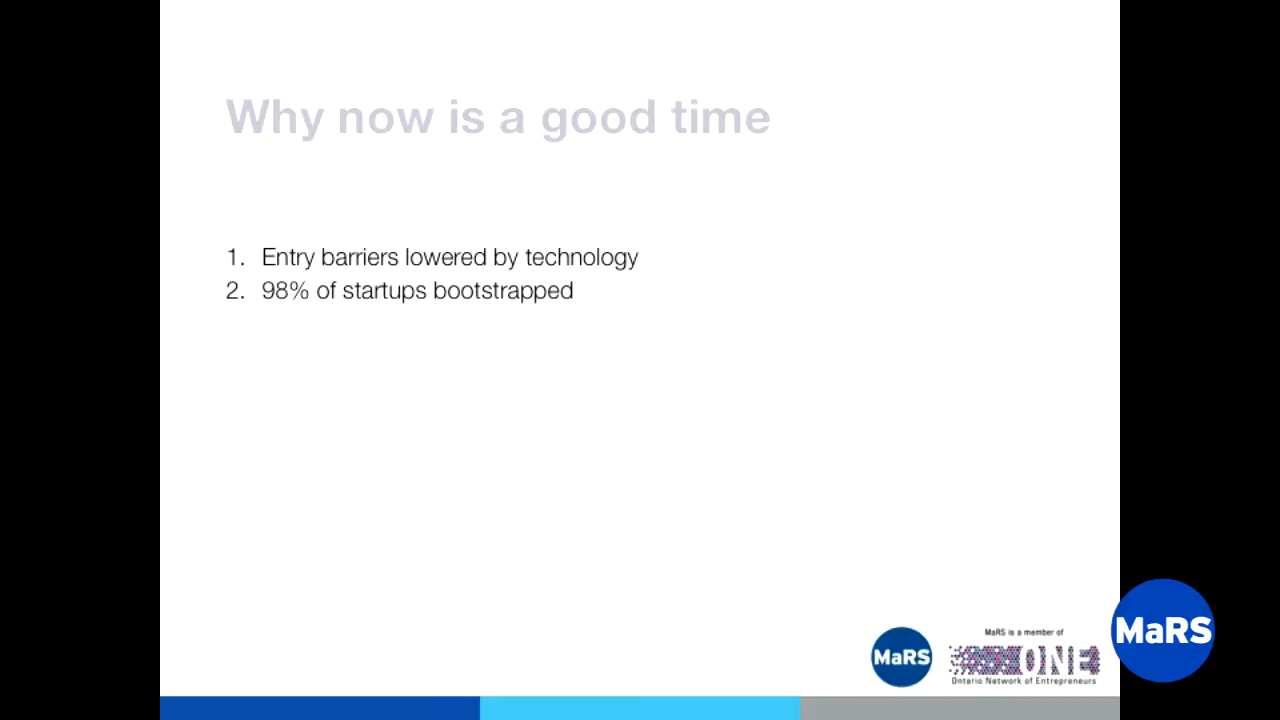 Why now is a good time
1. Entry barriers lowered by technology
2. 98% of startups bootstrapped
MaRS is a member of
MaRS
ONE
Ontario Network of Entrepreneurs
MaRS